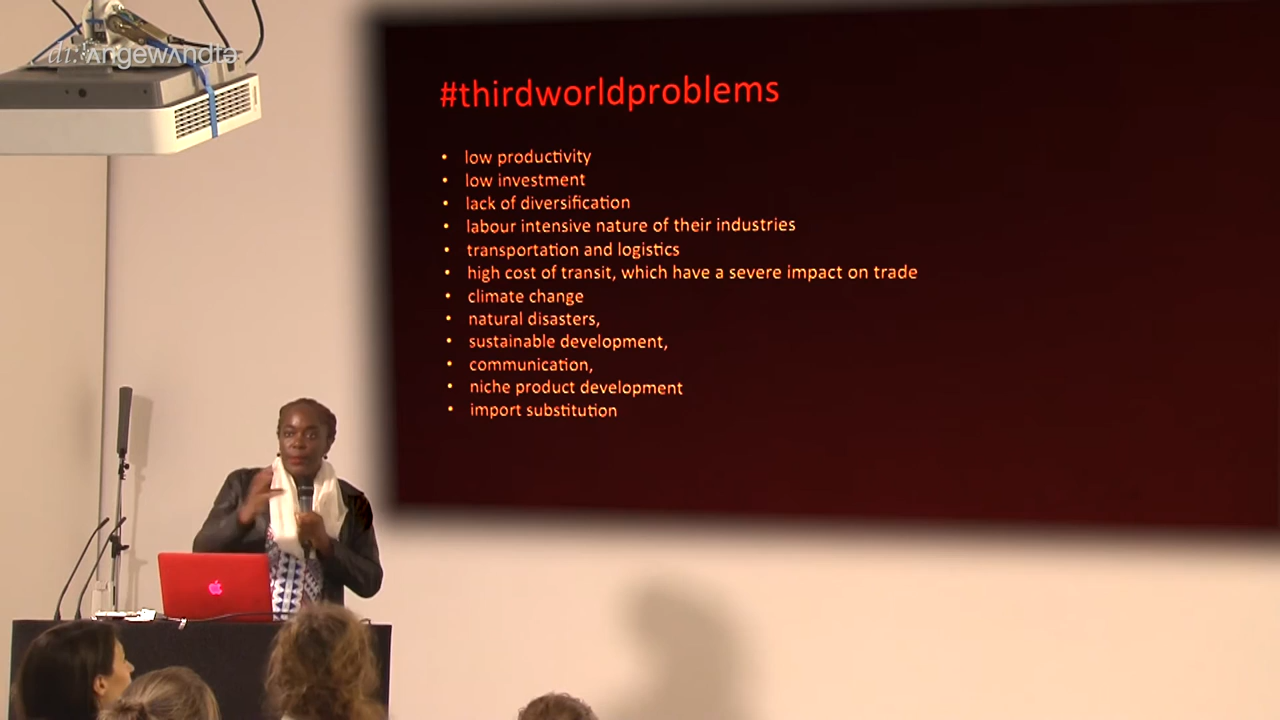 di:Angewandtə
#thirdworldproblems
• low productivity
• low investment
• lack of diversification
• labour intensive nature of their industries
• transportation and logistics
• high cost of transit, which have a severe impact on trade
• climate change
• natural disasters,
• sustainable development,
• communication,
• niche product development
• import substitution